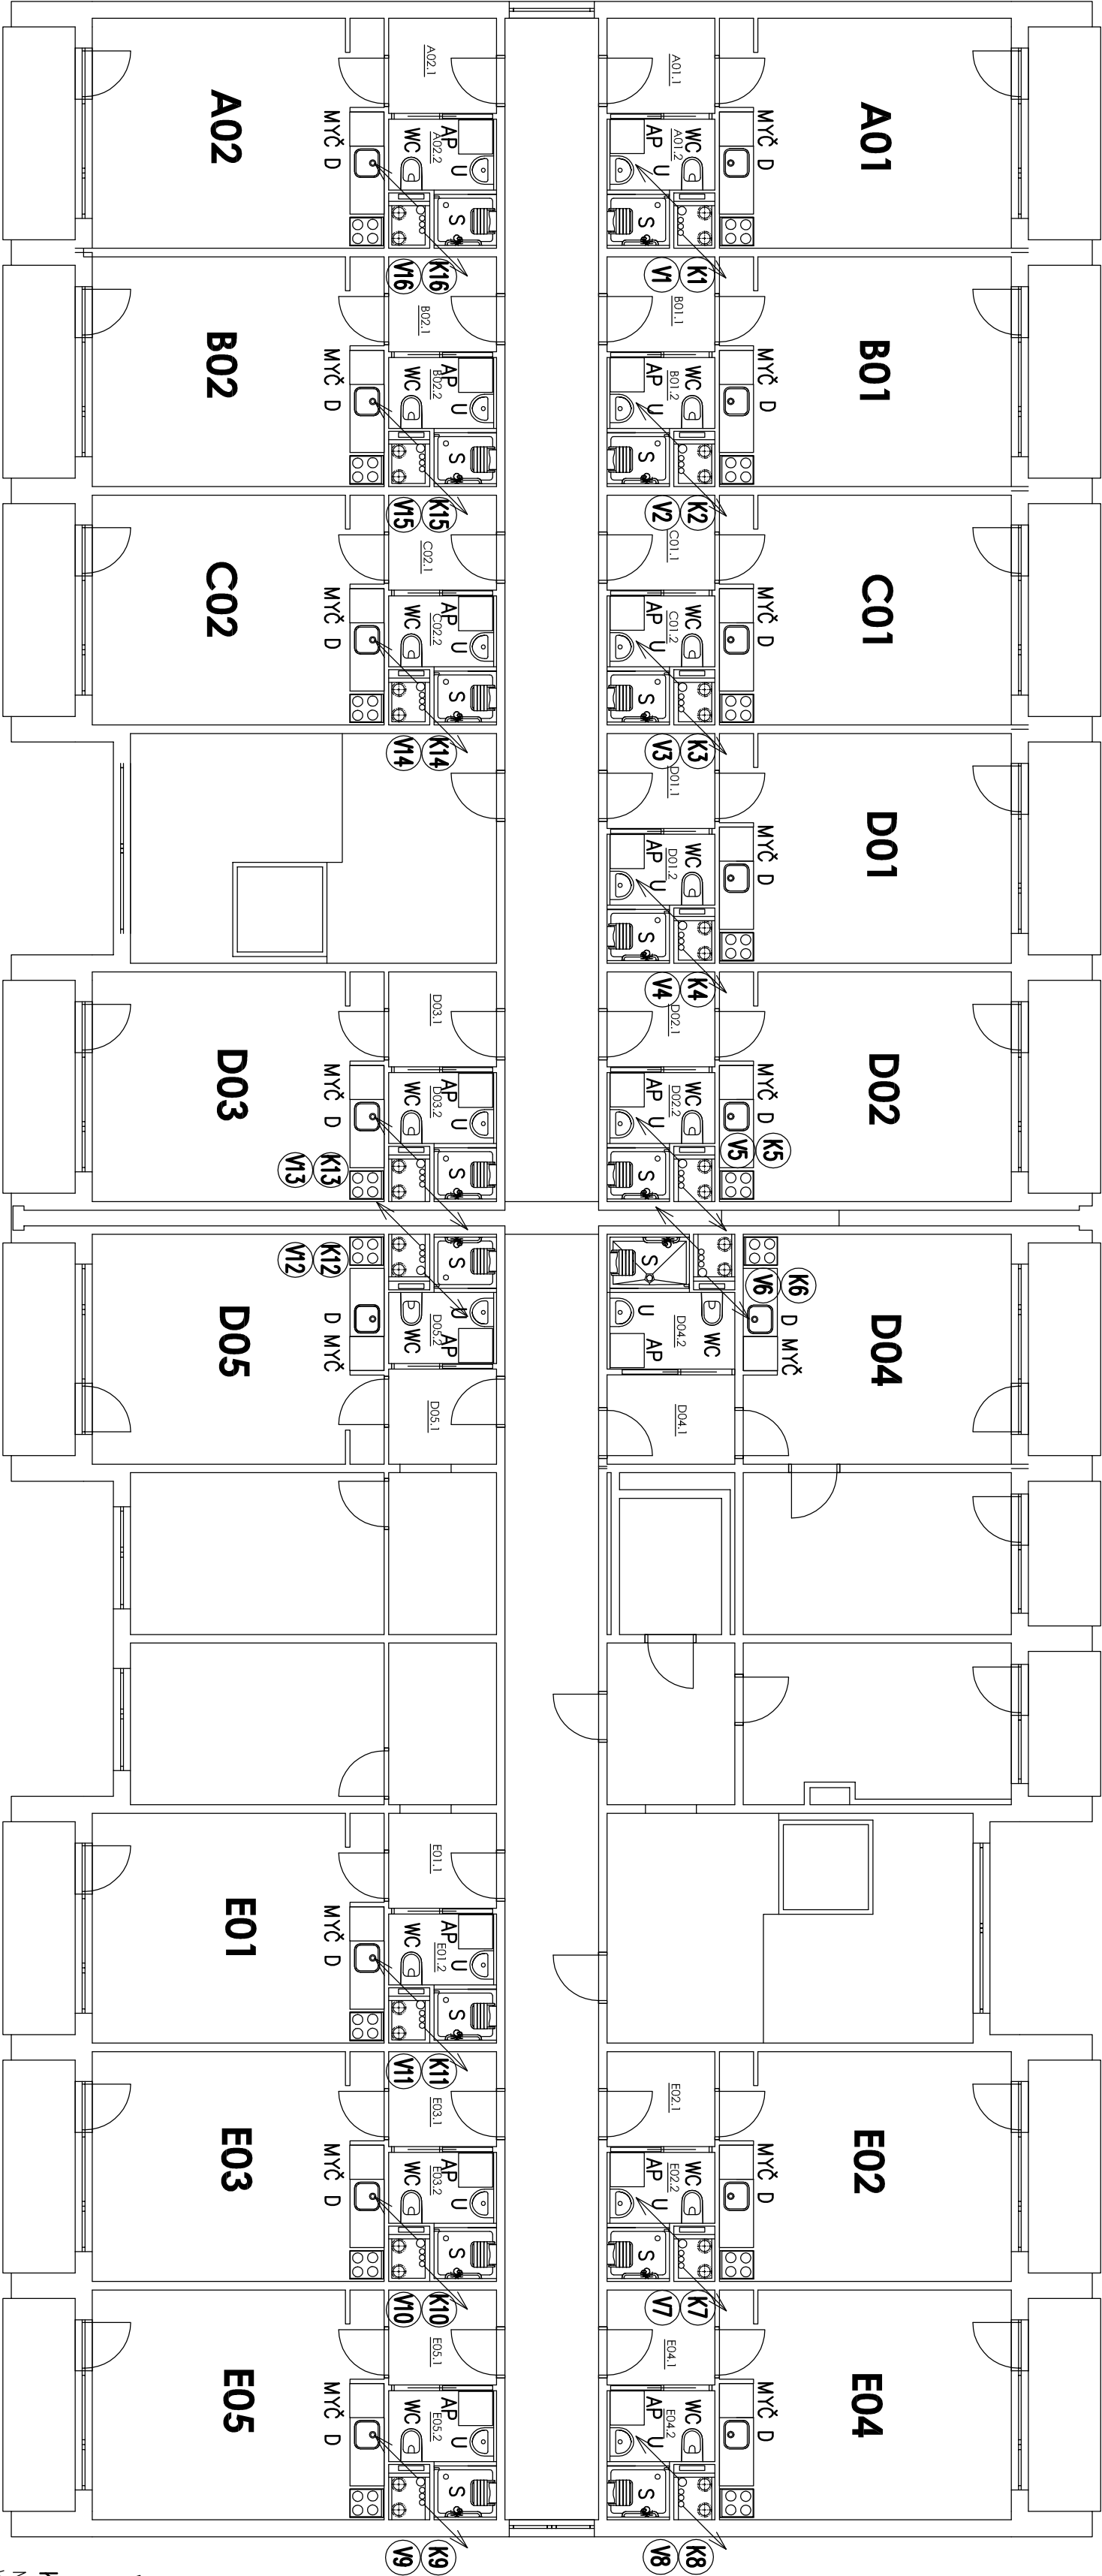 A02
MYČ D
A02.1
A02.2
AP
WC
U
S
A01.1
A01.2
WC
AP
U
S
MYČ D
A01
K16
V16
K1
V1
B02
MYČ D
B02.1
B02.2
AP
WC
U
S
B01.1
B01.2
WC
AP
U
S
MYČ D
B01
K15
V15
K2
V2
C02
MYČ D
C02.1
C02.2
AP
WC
U
S
C01.1
C01.2
WC
AP
U
S
MYČ D
C01
K14
V14
K3
V3
D01.1
D01.2
WC
AP
U
S
MYČ D
D01
K4
V4
D03
MYČ D
D03.1
D03.2
AP
WC
U
S
K13
V13
D02.1
D02.2
WC
AP
U
S
MYČ D
D02
K5
V5
K12
V12
D05
D MYČ
S
U
D05.2
WC
AP
D05.1
K6
V6
D04
D MYČ
S
U
D04.2
WC
AP
D04.1
E01
MYČ D
E01.1
E01.2
AP
WC
U
S
K11
V11
E03
MYČ D
E03.1
E03.2
AP
WC
U
S
E02.1
E02.2
WC
AP
U
S
MYČ D
E02
K10
V10
K7
V7
E05
MYČ D
E05.1
E05.2
AP
WC
U
S
E04.1
E04.2
WC
AP
U
S
MYČ D
E04
K9
V9
K8
V8